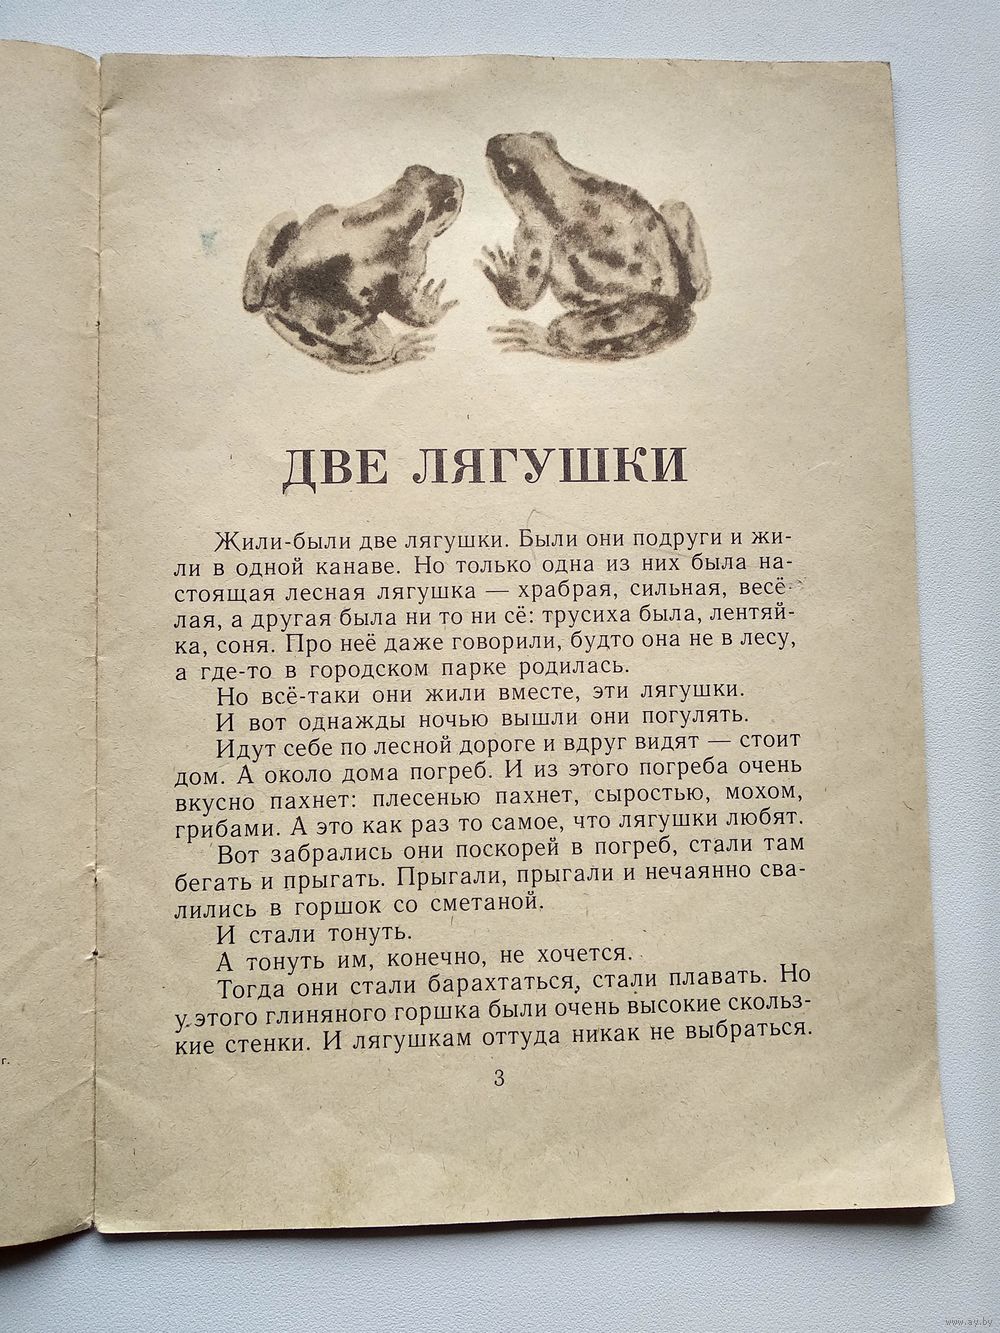 ДВЕ ЛЯГУШКИ
Жили-были две лягушки. Были они подруги и жи-
ли в одной канаве. Но только одна из них была на-
стоящая лесная лягушка — храбрая, сильная, весё-
лая, а другая была ни то ни сё: трусиха была, лентяй-
ка, соня. Про неё даже говорили, будто она не в лесу,
а где-то в городском парке родилась.
Но всё-таки они жили вместе, эти лягушки.
И вот однажды ночью вышли они погулять.
Идут себе по лесной дороге и вдруг видят — стоит
дом. А около дома погреб. И из этого погреба очень
вкусно пахнет: плесенью пахнет, сыростью, мохом,
грибами. А это как раз то самое, что лягушки любят.
Вот забрались они поскорей в погреб, стали там
бегать и прыгать. Прыгали, прыгали и нечаянно сва-
лились в горшок со сметаной.
И стали тонуть.
А тонуть им, конечно, не хочется.
Тогда они стали барахтаться, стали плавать. Но
у этого глиняного горшка были очень высокие скольз-
кие стенки. И лягушкам оттуда никак не выбраться.
3
г.
www.ay.by